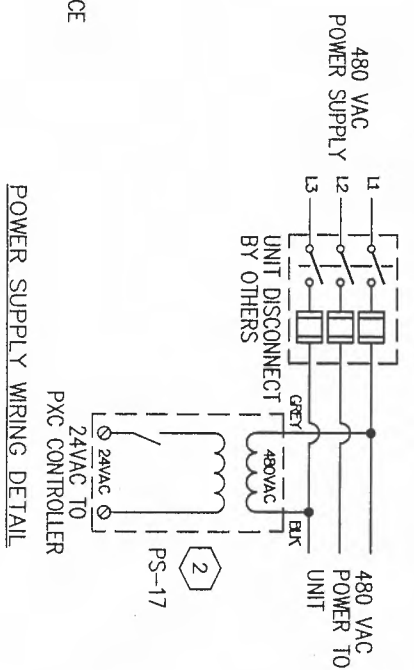 480 VAC
POWER SUPPLY
L1
L2
L3
UNIT DISCONNECT
BY OTHERS
480 VAC
POWER TO
UNIT
GREY
BLK
480VAC
24VAC
24VAC TO
PXC CONTROLLER
2
PS-17
CE
POWER SUPPLY WIRING DETAIL